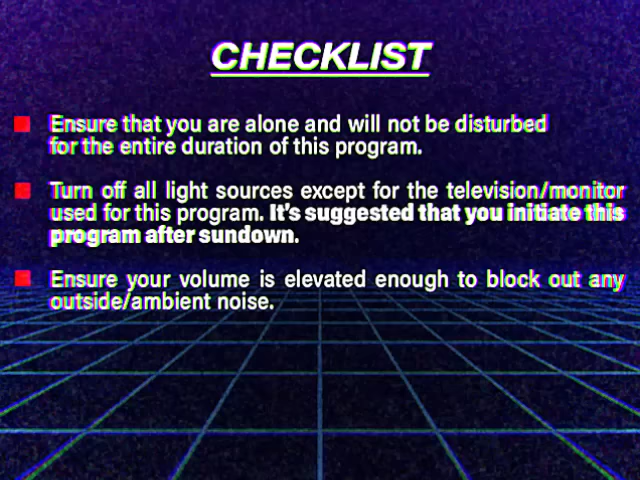 CHECKLIST
Ensure that you are alone and will not be disturbed
for the entire duration of this program.
Turn off all light sources except for the television/monitor
used for this program. It's suggested that you initiate this
program after sundown.
Ensure your volume is elevated enough to block out any
outside/ambient noise.